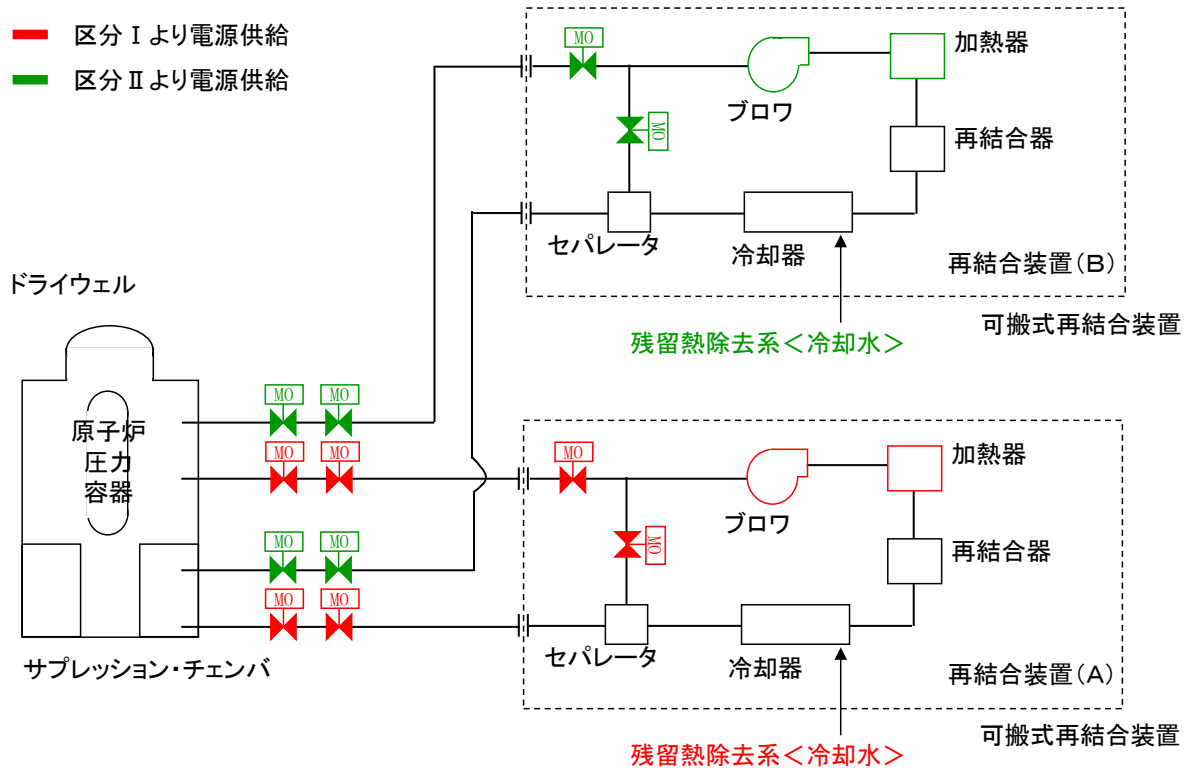 区分Ⅰより電源供給
区分Ⅱより電源供給
MO
加熱器
ブロワ
MO
再結合器
セパレータ
冷却器
再結合装置(B)
可搬式再結合装置
残留熱除去系<冷却水>
ドライウェル
MO MO
原子炉
圧力
容器
MO MO
MO
加熱器
ブロワ
MO
再結合器
MO MO
MO MO
セパレータ
冷却器
サプレッション・チェンバ
再結合装置(A)
可搬式再結合装置
残留熱除去系<冷却水>